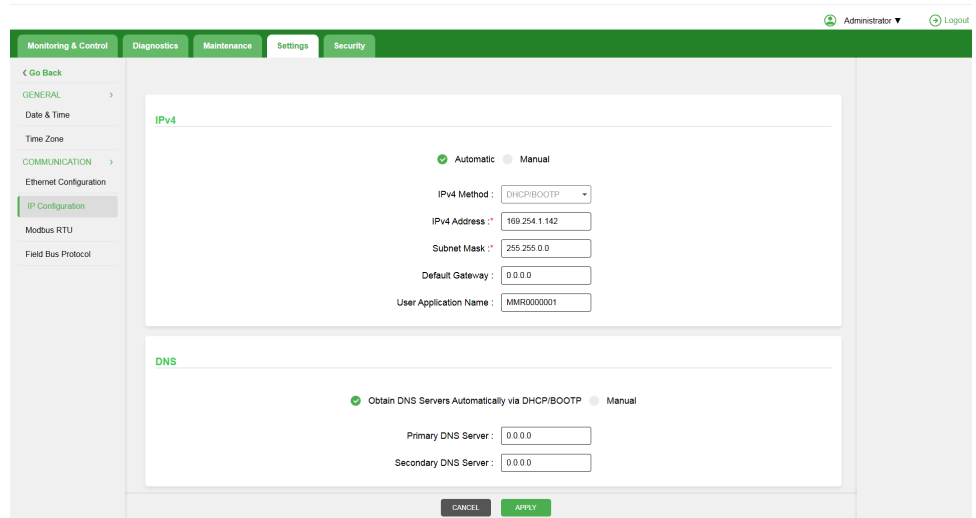 Administrator ▼ Logout
Monitoring & Control Diagnostics Maintenance Settings Security
< Go Back
GENERAL >
Date & Time
Time Zone
COMMUNICATION >
Ethernet Configuration
IP Configuration
Modbus RTU
Field Bus Protocol
IPv4
Automatic Manual
IPv4 Method : DHCP/BOOTP
IPv4 Address :* 169.254.1.142
Subnet Mask :* 255.255.0.0
Default Gateway : 0.0.0.0
User Application Name : MMR0000001
DNS
Obtain DNS Servers Automatically via DHCP/BOOTP Manual
Primary DNS Server : 0.0.0.0
Secondary DNS Server : 0.0.0.0
CANCEL APPLY